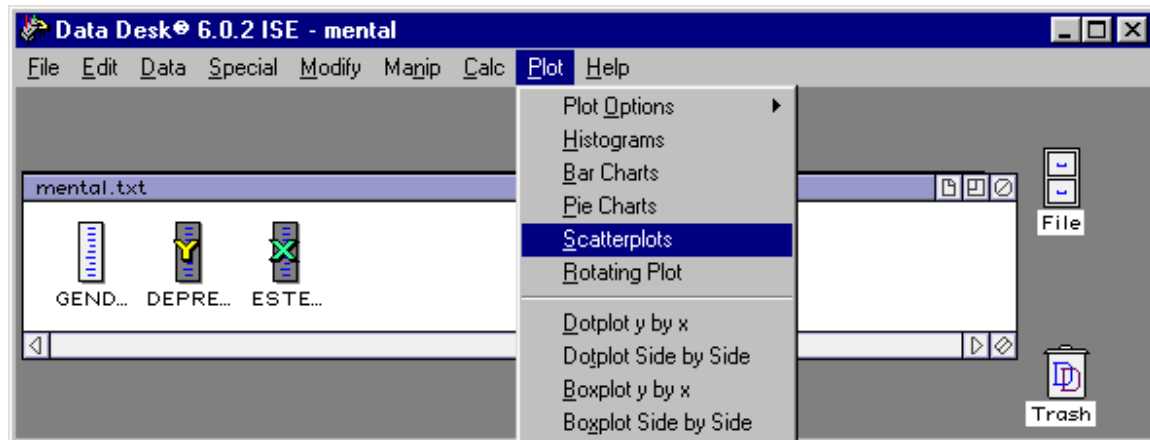 Data Desk® 6.0.2 ISE - mental
File Edit Data Special Modify Manip Calc Plot Help
Plot Options
Histograms
Bar Charts
Pie Charts
Scatterplots
Rotating Plot
Dotplot y by x
Dotplot Side by Side
Boxplot y by x
Boxplot Side by Side
mental.txt
Y X
GEND... DEPRE... ESTE...
File
DD
Trash